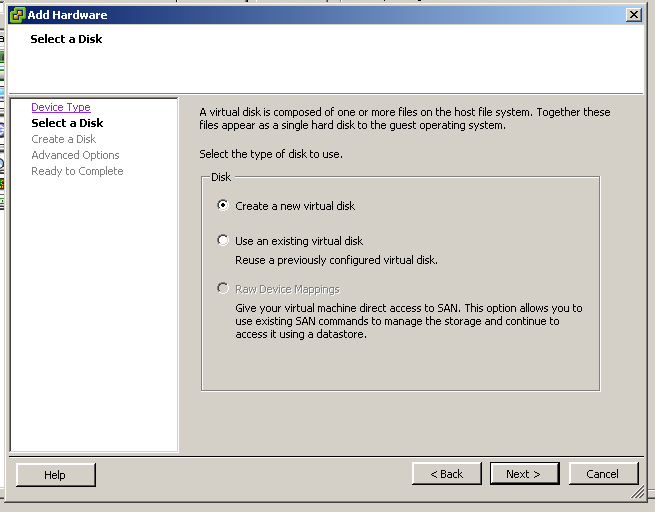 Add Hardware
Select a Disk
Device Type
Select a Disk
Create a Disk
Advanced Options
Ready to Complete
A virtual disk is composed of one or more files on the host file system. Together these
files appear as a single hard disk to the guest operating system.
Select the type of disk to use.
Disk
Create a new virtual disk
Use an existing virtual disk
Reuse a previously configured virtual disk.
Raw Device Mappings
Give your virtual machine direct access to SAN. This option allows you to
use existing SAN commands to manage the storage and continue to
access it using a datastore.
Help
< Back
Next >
Cancel